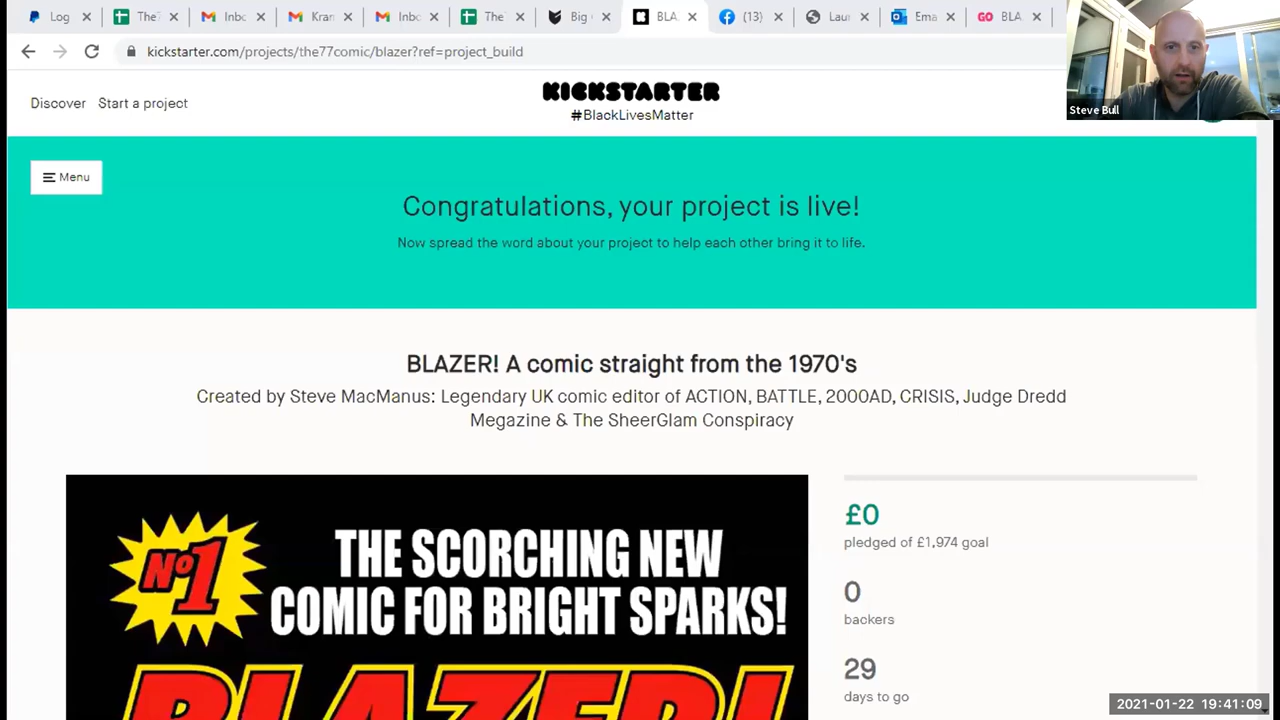 Log
The7
Inbo
Kran
Inbo
The
Big
BLA
(13)
Laun
Ema
GO BLA
kickstarter.com/projects/the77comic/blazer?ref=project_build
Steve Bull
Discover Start a project
KICKSTARTER
#BlackLivesMatter
Menu
Congratulations, your project is live!
Now spread the word about your project to help each other bring it to life.
BLAZER! A comic straight from the 1970's
Created by Steve MacManus: Legendary UK comic editor of ACTION, BATTLE, 2000AD, CRISIS, Judge Dredd
Megazine & The SheerGlam Conspiracy
No1
THE SCORCHING NEW
COMIC FOR BRIGHT SPARKS!
BLAZER!
£0
pledged of £1,974 goal
0
backers
29
days to go
2021-01-22 19:41:09